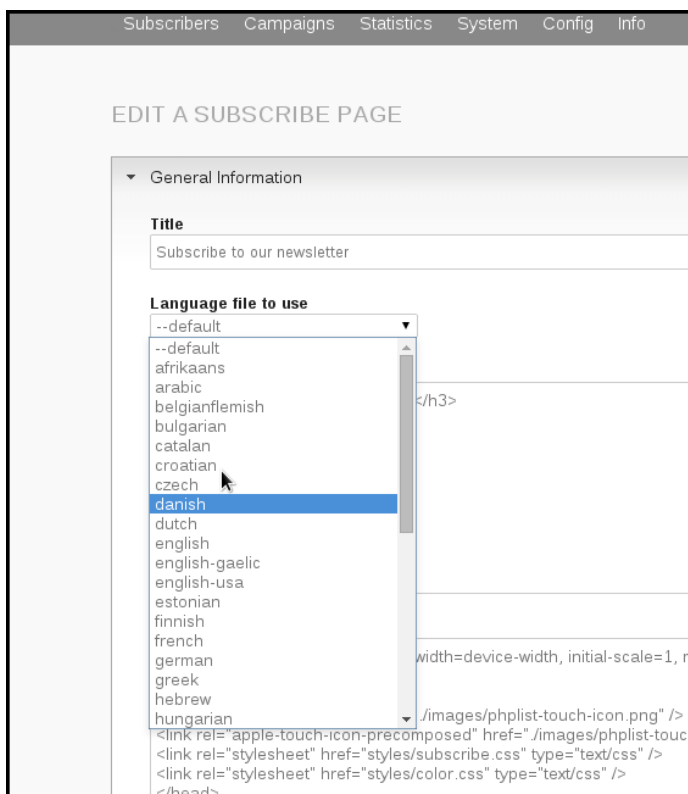 Subscribers Campaigns Statistics System Config Info
EDIT A SUBSCRIBE PAGE
General Information
Title
Subscribe to our newsletter
Language file to use
--default
--default
afrikaans
arabic
belgianflemish
</h3>
bulgarian
catalan
croatian
czech
danish
dutch
english
english-gaelic
english-usa
estonian
finnish
french
german
width=device-width, initial-scale=1,
greek
hebrew
hungarian
./images/phplist-touch-icon.png" />
<link rel="apple-touch-icon-precomposed" href="./images/phplist-touc
<link rel="stylesheet" href="styles/subscribe.css" type="text/css" />
<link rel="stylesheet" href="styles/color.css" type="text/css" />
</head>